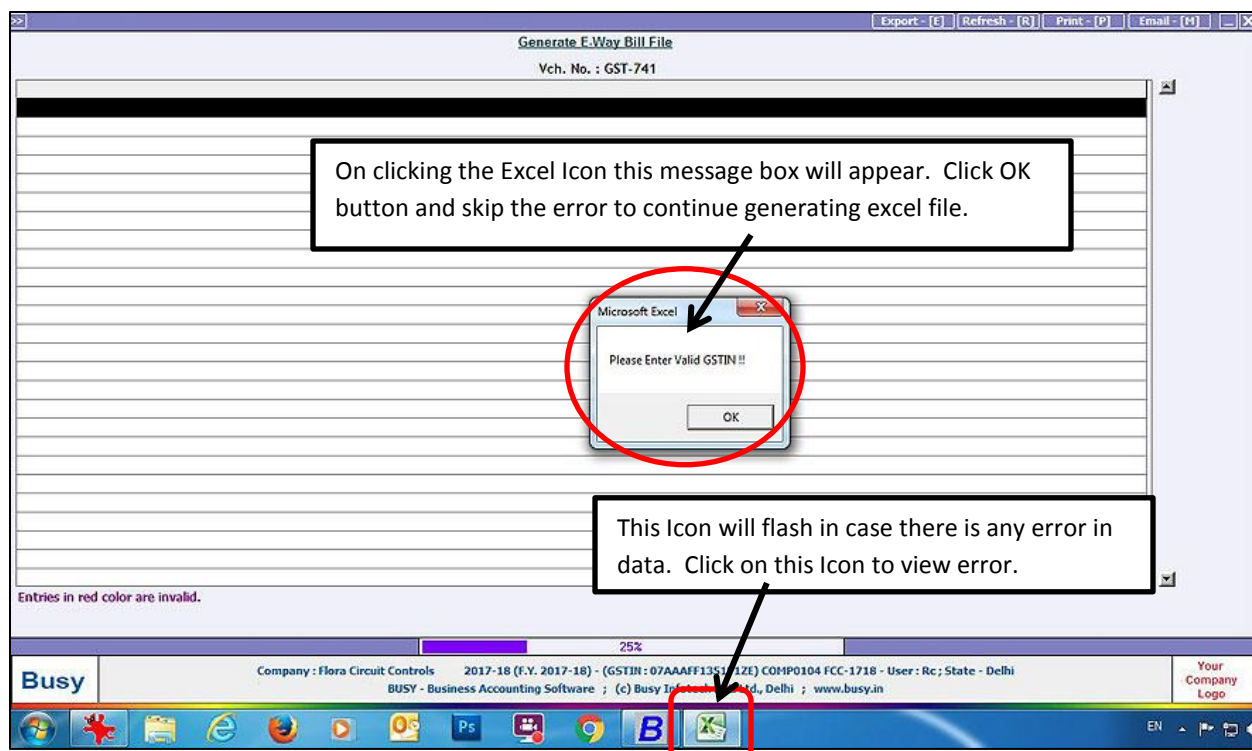 >> Export - [E] Refresh - [R] Print - [P] Email - [M]
Generate E-Way Bill File
Vch. No. : GST-741
On clicking the Excel Icon this message box will appear. Click OK
button and skip the error to continue generating excel file.
Microsoft Excel
Please Enter Valid GSTIN !!
OK
This Icon will flash in case there is any error in
data. Click on this Icon to view error.
Entries in red color are invalid.
25%
Busy
Company : Flora Circuit Controls 2017-18 (F.Y. 2017-18) - (GSTIN : COMP0104 FCC-1718 - User : Rc ; State - Delhi
BUSY - Business Accounting Software ; (c) Busy Ltd., Delhi ; www.busy.in
Your
Company
Logo
Ps
B
EN